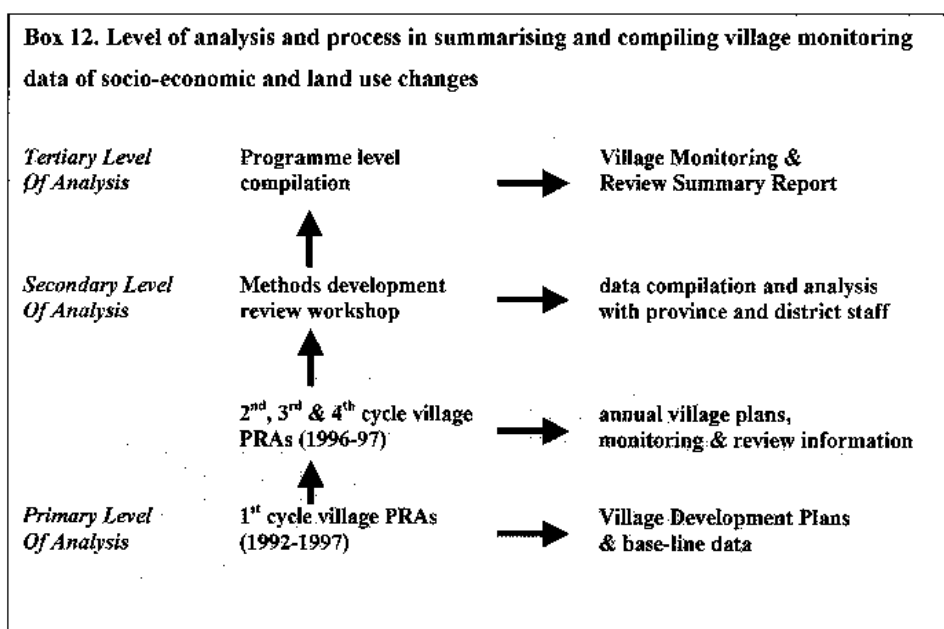 Box 12. Level of analysis and process in summarising and compiling village monitoring
data of socio-economic and land use changes
Tertiary Level
Of Analysis
Programme level
compilation
Village Monitoring &
Review Summary Report
Secondary Level
Of Analysis
Methods development
review workshop
data compilation and analysis
with province and district staff
2nd, 3rd & 4th cycle village
PRAs (1996-97)
annual village plans,
monitoring & review information
Primary Level
Of Analysis
1st cycle village PRAs
(1992-1997)
Village Development Plans
& base-line data